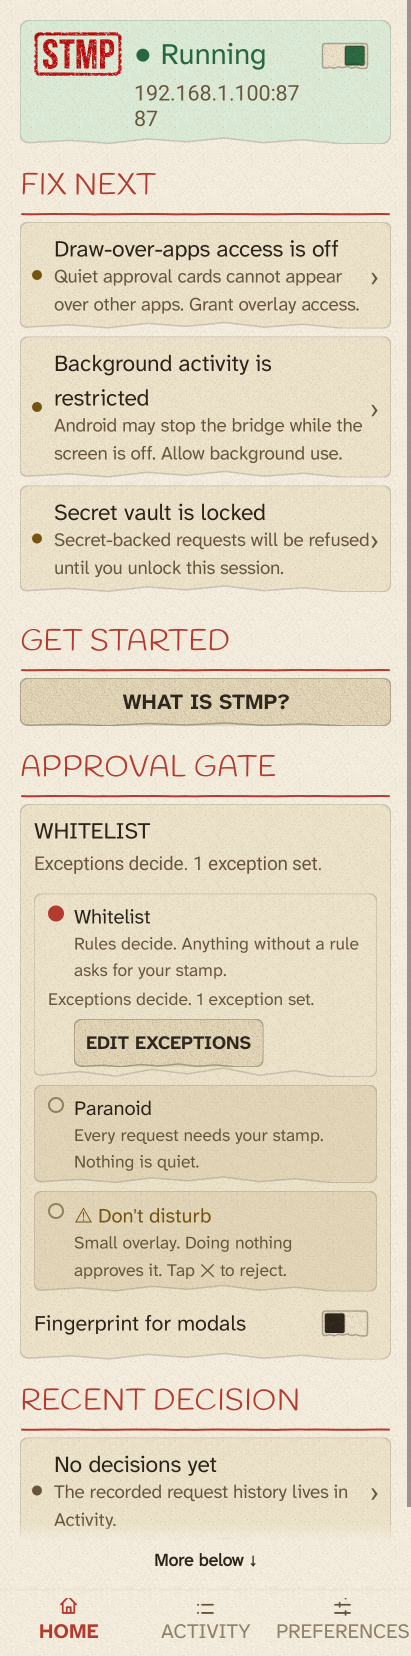 STMP
● Running
192.168.1.100:87
87
FIX NEXT
Draw-over-apps access is off
Quiet approval cards cannot appear
over other apps. Grant overlay access.
Background activity is
restricted
Android may stop the bridge while the
screen is off. Allow background use.
Secret vault is locked
Secret-backed requests will be refused
until you unlock this session.
GET STARTED
WHAT IS STMP?
APPROVAL GATE
WHITELIST
Exceptions decide. 1 exception set.
Whitelist
Rules decide. Anything without a rule
asks for your stamp.
Exceptions decide. 1 exception set.
EDIT EXCEPTIONS
Paranoid
Every request needs your stamp.
Nothing is quiet.
⚠ Don't disturb
Small overlay. Doing nothing
approves it. Tap ✕ to reject.
Fingerprint for modals
RECENT DECISION
No decisions yet
The recorded request history lives in
Activity.
More below ↓
HOME
ACTIVITY
PREFERENCES